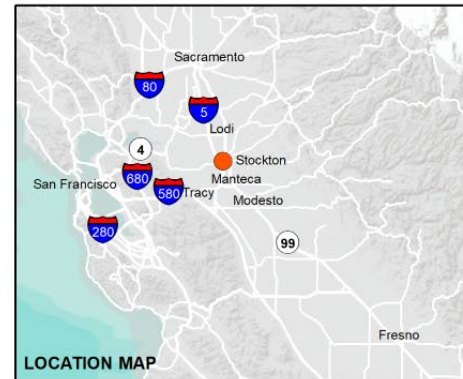 Sacramento
80
5
Lodi
4
Stockton
San Francisco
680
Manteca
580
Tracy
Modesto
280
99
Fresno
LOCATION MAP